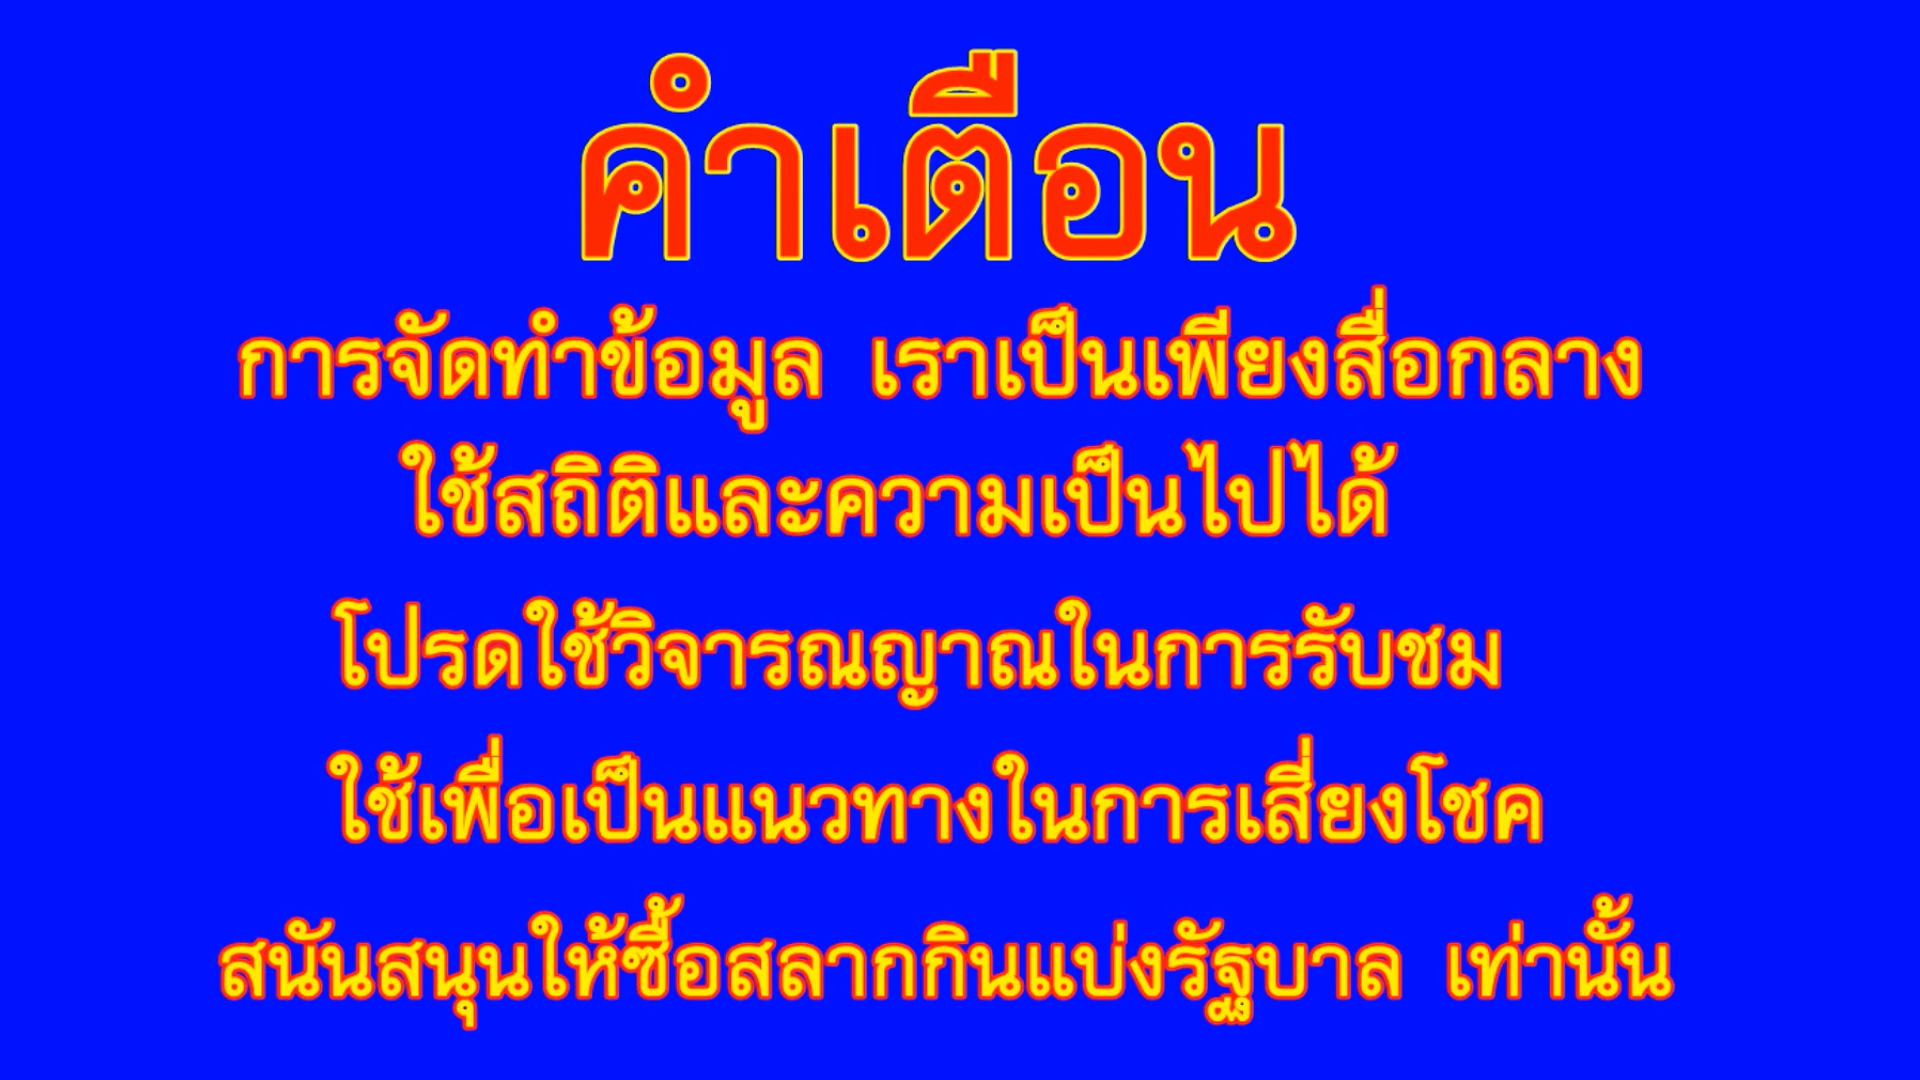 คำเตือน
การจัดทำข้อมูล เราเป็นเพียงสื่อกลาง
ใช้สถิติและความเป็นไปได้
โปรดใช้วิจารณญาณในการรับชม
ใช้เพื่อเป็นแนวทางในการเสี่ยงโชค
สนันสนุนให้ซื้อสลากกินแบ่งรัฐบาล เท่านั้น